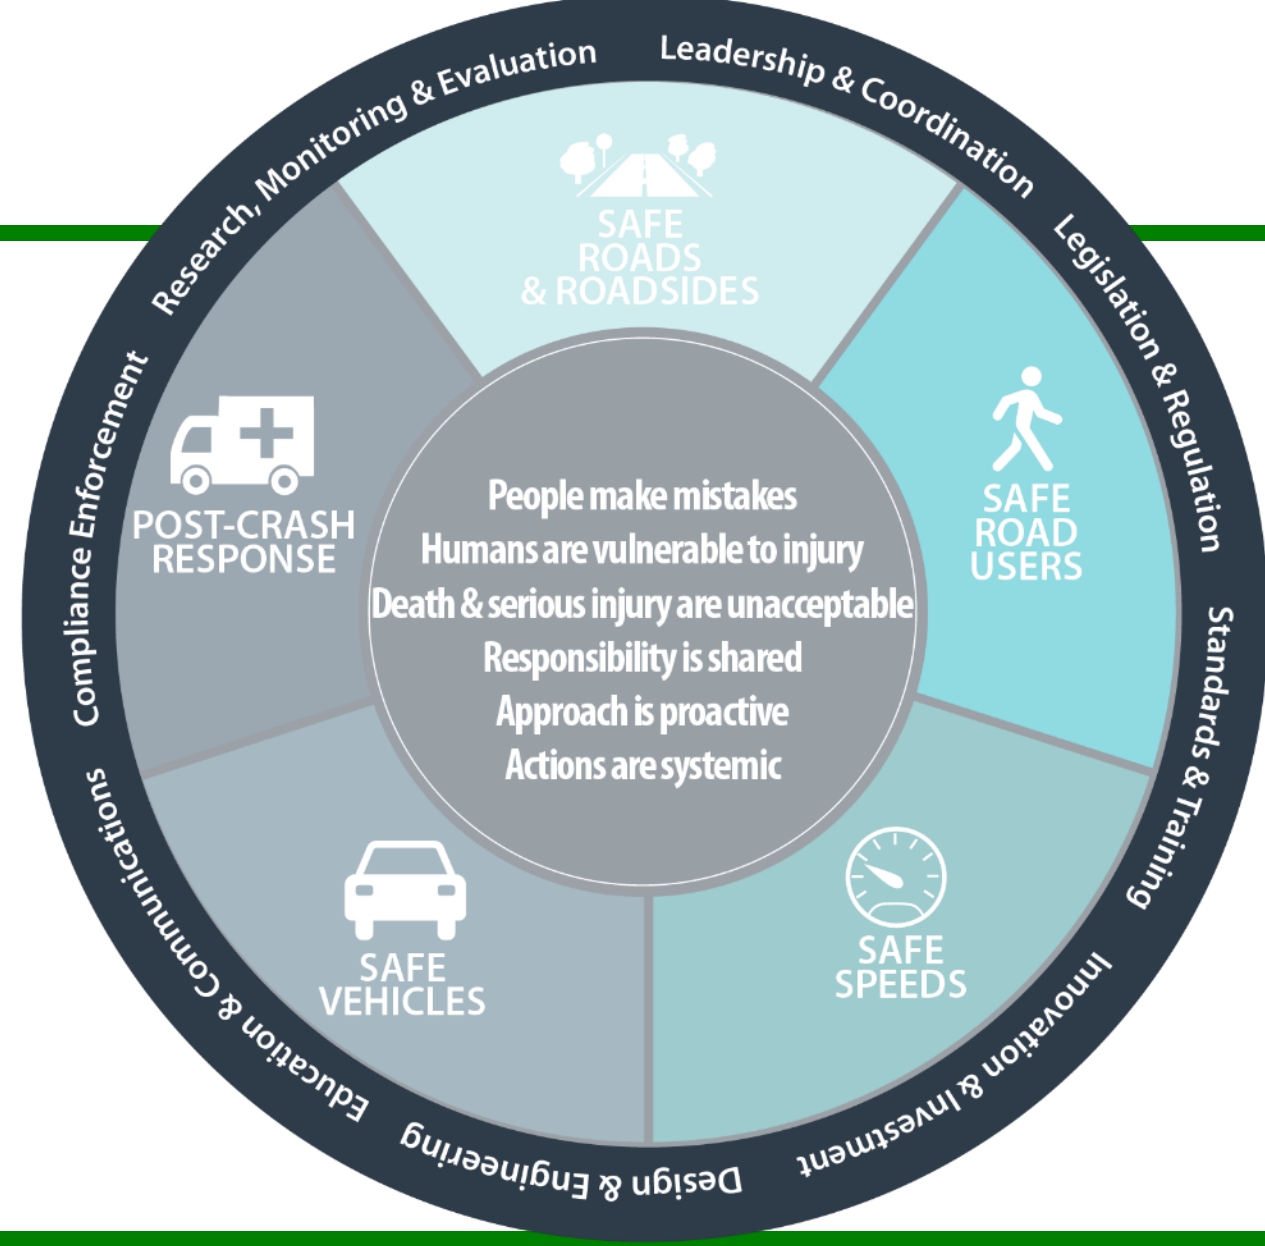 Leadership & Coordination
Legislation & Regulation
Standards & Training
Innovation & Investment
Design & Engineering
Education & Communications
Compliance Enforcement
Research, Monitoring & Evaluation
SAFE
ROADS
& ROADSIDES
SAFE
ROAD
USERS
SAFE
SPEEDS
SAFE
VEHICLES
POST-CRASH
RESPONSE
People make mistakes
Humans are vulnerable to injury
Death & serious injury are unacceptable
Responsibility is shared
Approach is proactive
Actions are systemic